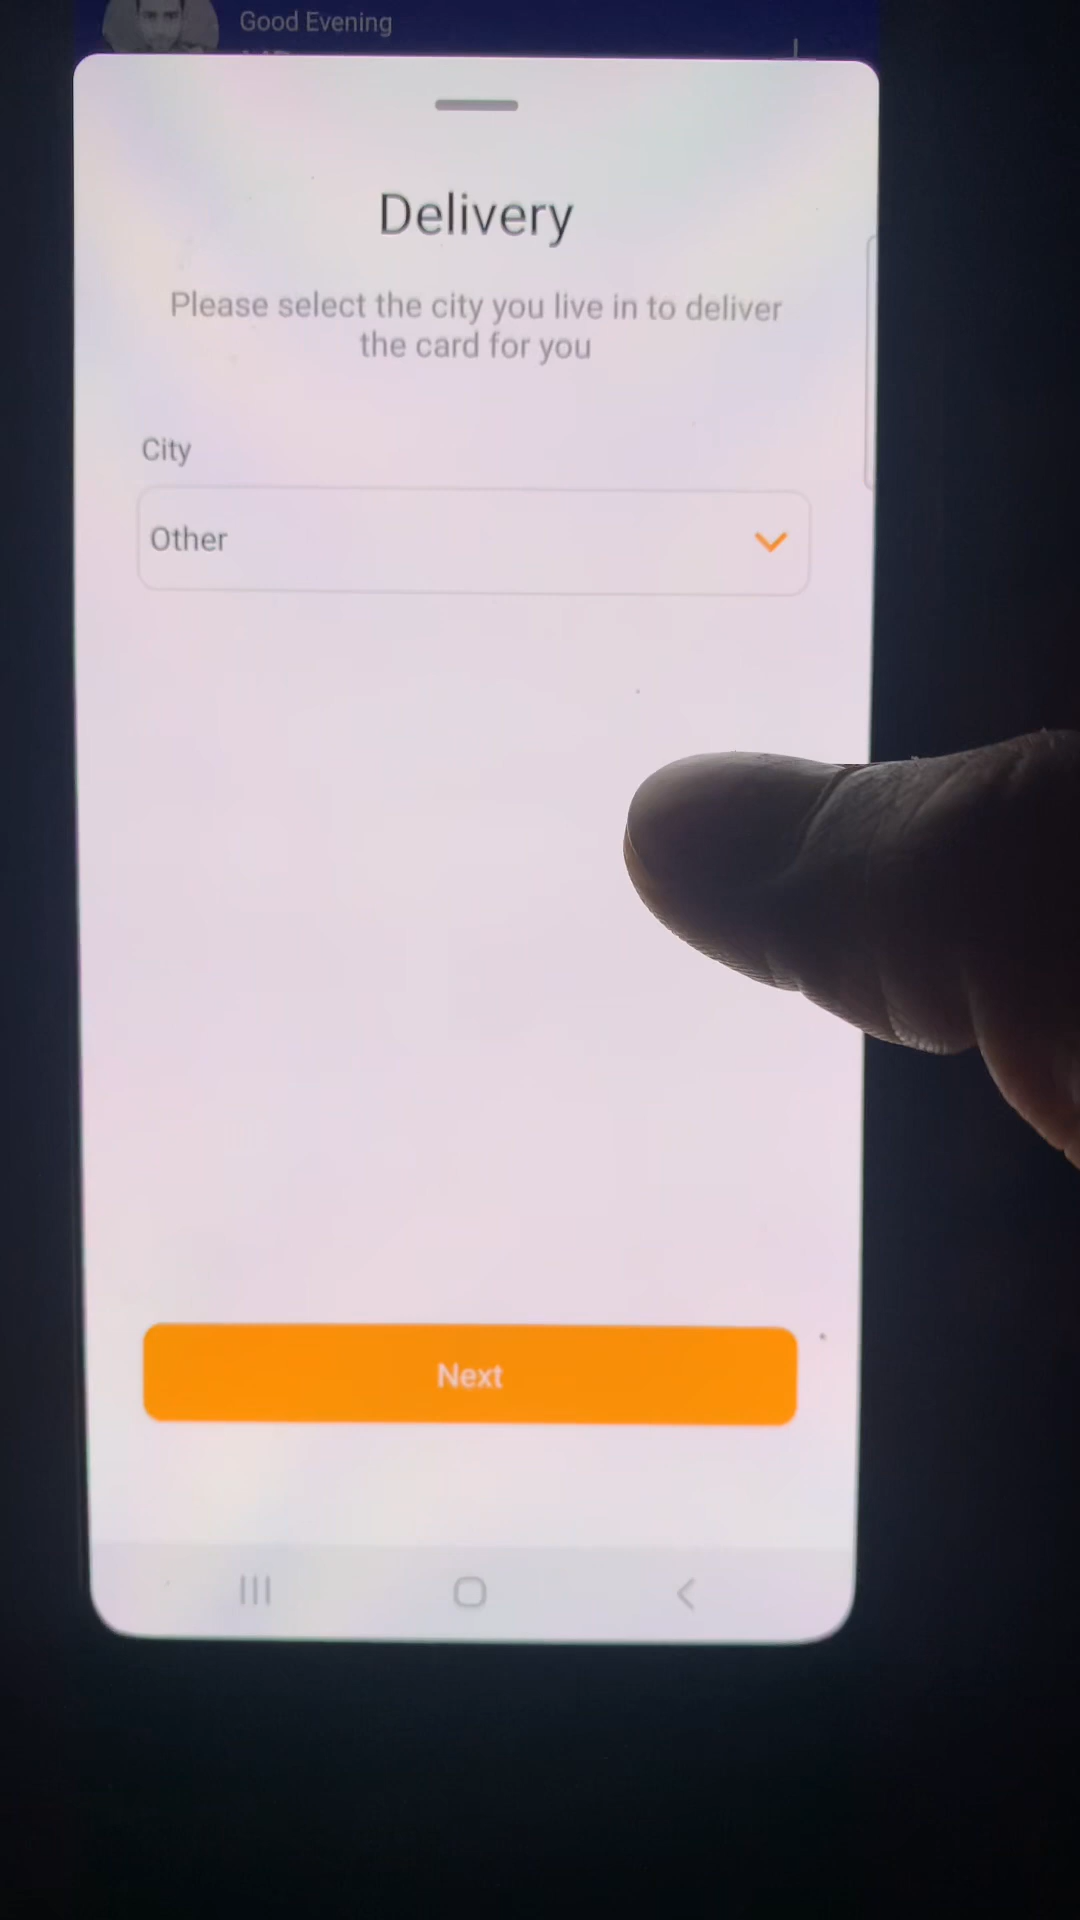 Good Evening
Delivery
Please select the city you live in to deliver
the card for you
City
Other
Next